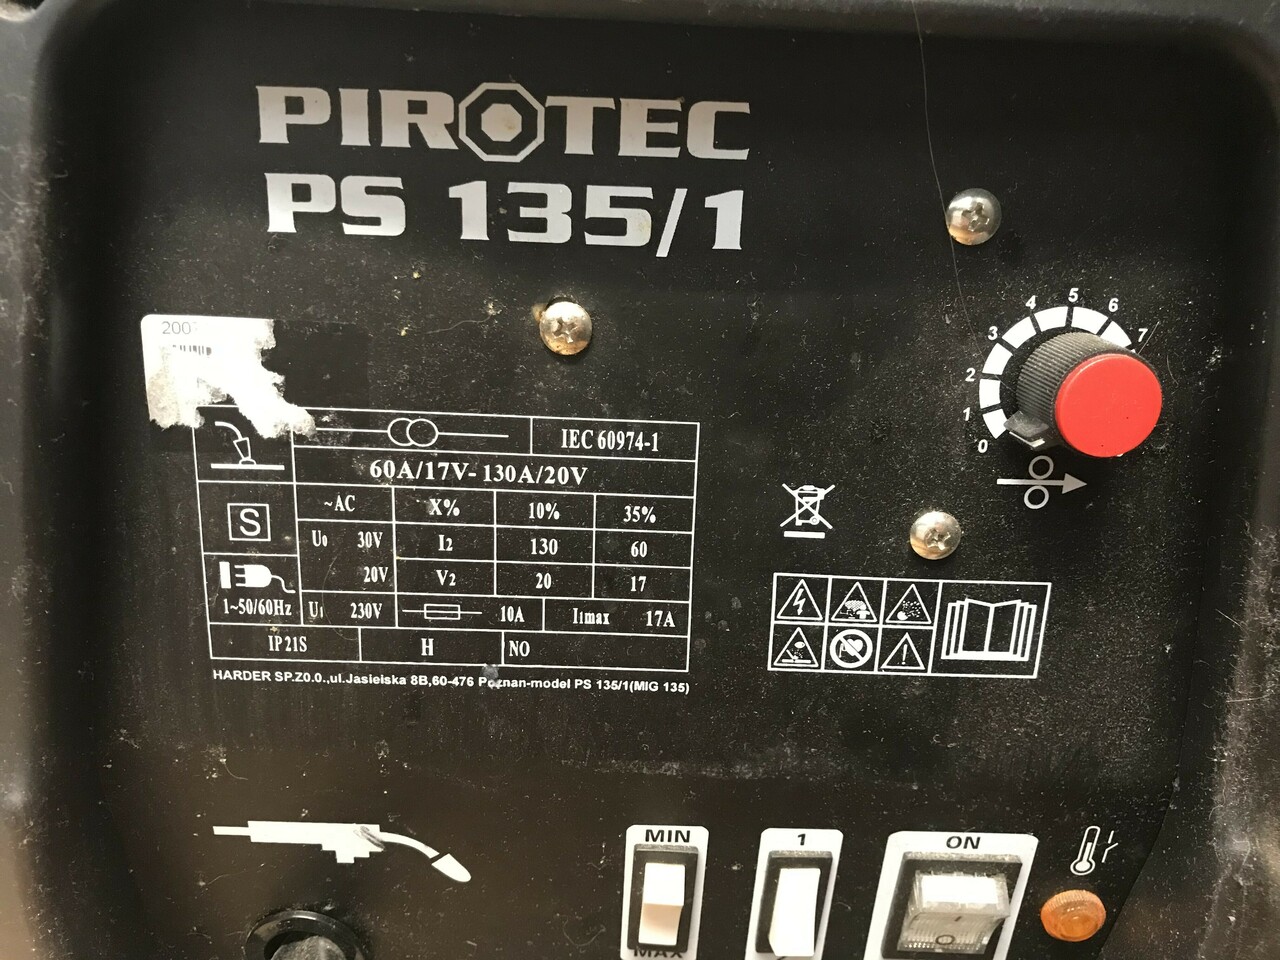 PIROTEC
PS 135/1
200
0 1 2 3 4 5 6 7
IEC 60974-1
60A/17V-130A/20V
~AC X% 10% 35%
U0 30V I2 130 60
20V V2 20 17
S
1~50/60Hz U1 230V 10A I1max 17A
IP21S H NO
HARDER SP.ZO.O.,ul.Jasieiska 8B,60-476 Poznan-model PS 135/1(MIG 135)
MIN 1 ON
MAX